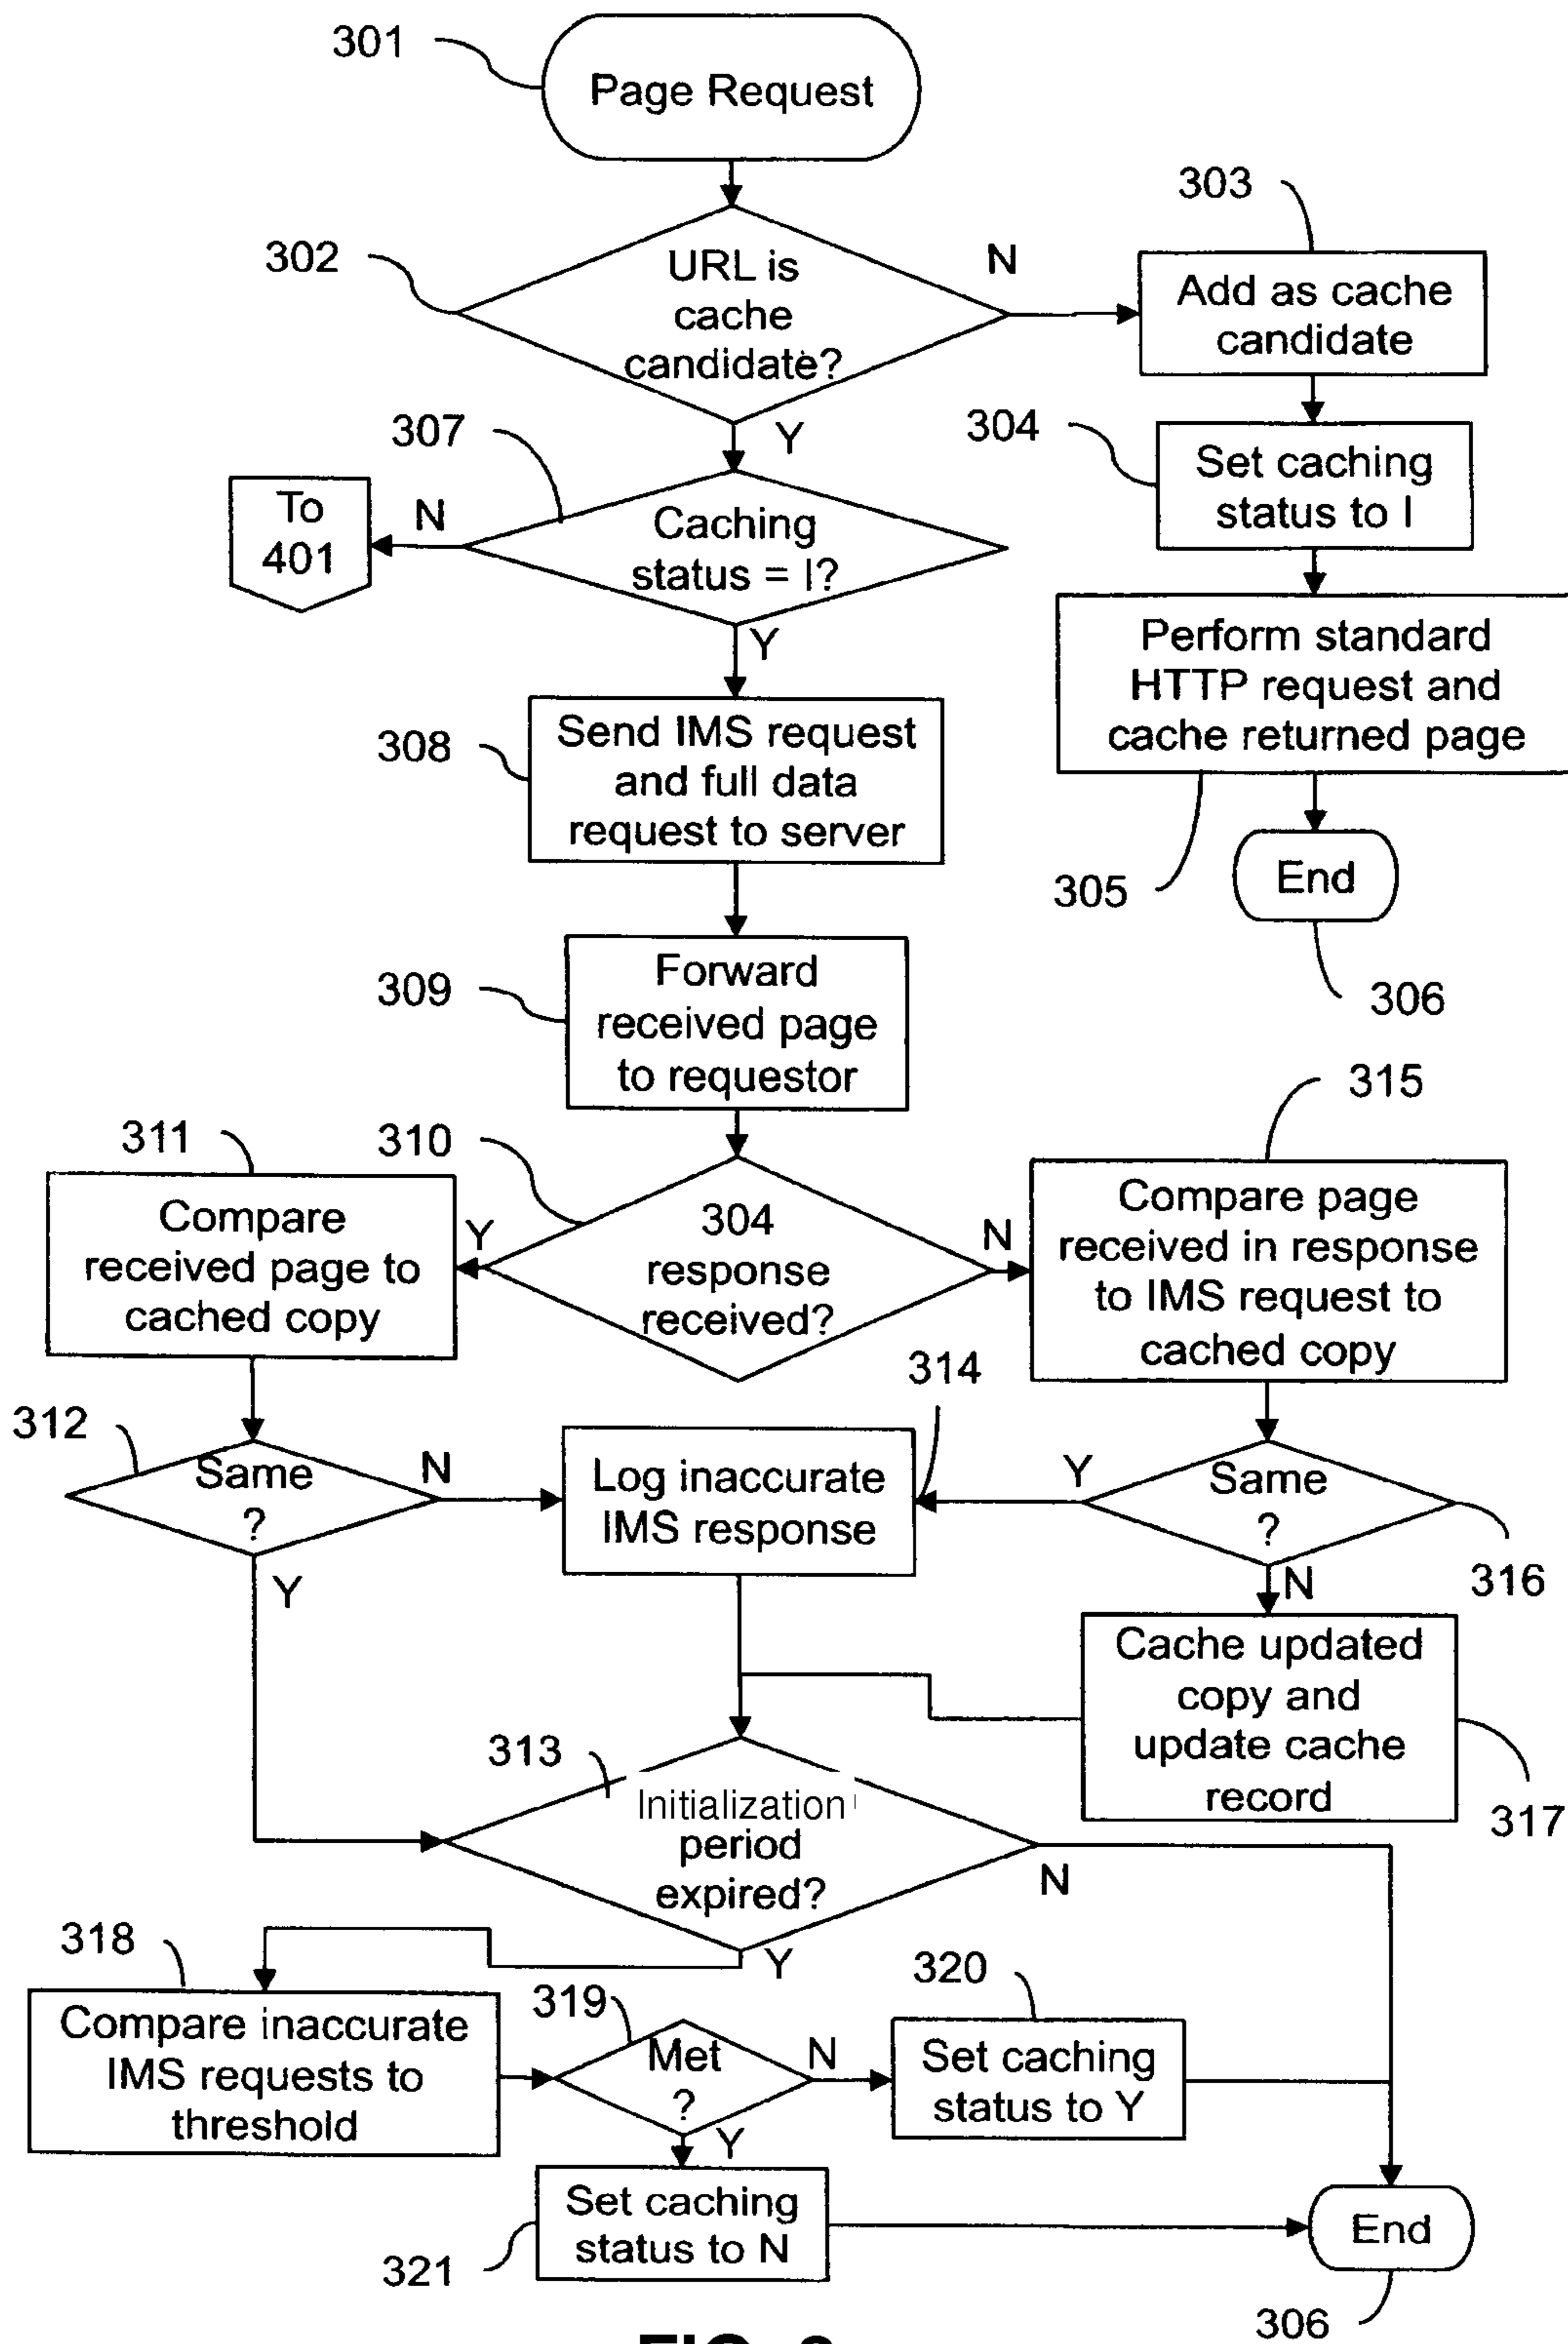 301
Page Request
303
302
URL is
cache
candidate?
N
Add as cache
candidate
Y
307
304
Set caching
status to I
To
401
N
Caching
status = I?
Y
Perform standard
HTTP request and
cache returned page
308
Send IMS request
and full data
request to server
305
End
306
309
Forward
received page
to requestor
315
311
310
Compare
received page to
cached copy
Y
304
response
received?
N
Compare page
received in response
to IMS request to
cached copy
314
312
Same
?
N
Log inaccurate
IMS response
Y
Same
?
316
Y
N
Cache updated
copy and
update cache
record
317
313
Initialization
period
expired?
N
Y
318
Compare inaccurate
IMS requests to
threshold
319
Met
?
N
320
Set caching
status to Y
Y
Set caching
status to N
321
End
306